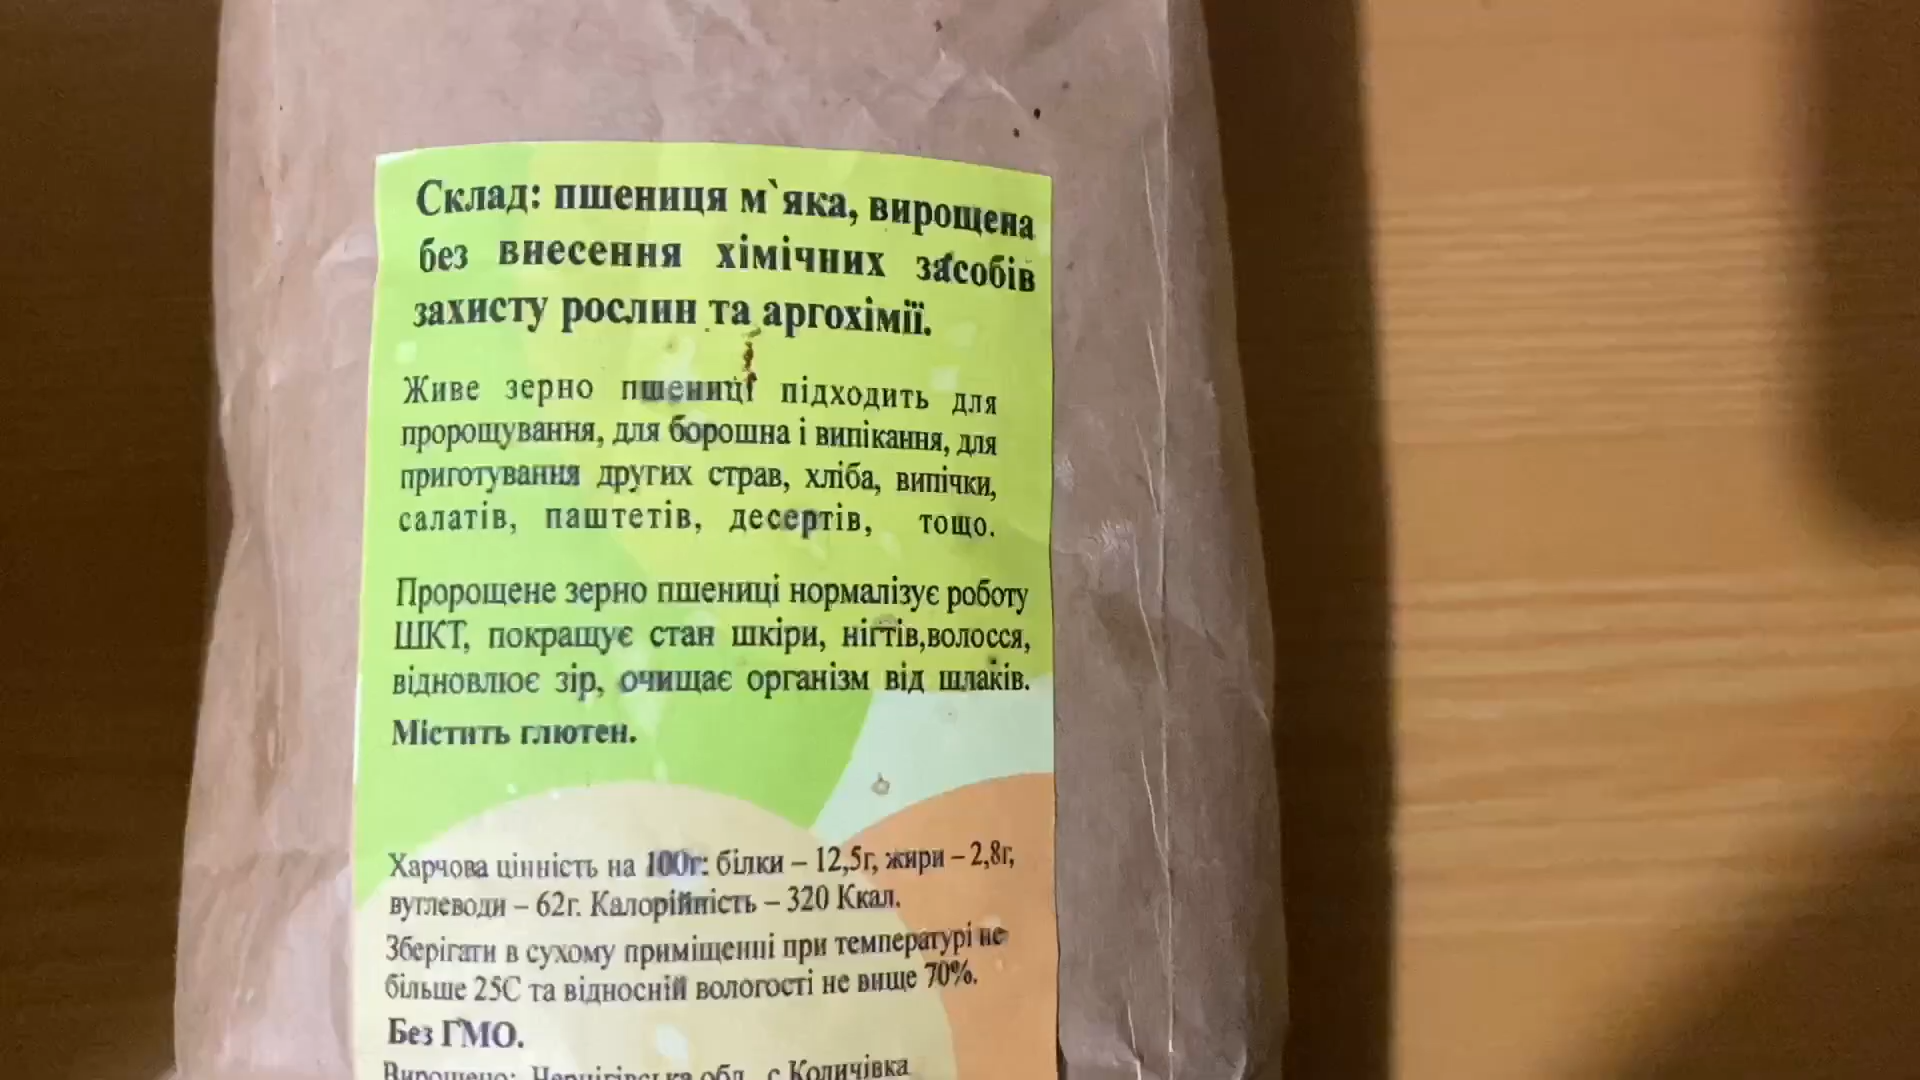 Склад: пшениця м`яка, вирощена
без внесення хімічних засобів
захисту рослин та аргохімії.
Живе зерно пшениці підходить для
пророщування, для борошна і випікання, для
приготування других страв, хліба, випічки,
салатів, паштетів, десертів, тощо.
Пророщене зерно пшениці нормалізує роботу
ШКТ, покращує стан шкіри, нігтів,волосся,
відновлює зір, очищає організм від шлаків.
Містить глютен.
Харчова цінність на 100г: білки – 12,5г, жири – 2,8г,
вуглеводи – 62г. Калорійність – 320 Ккал.
Зберігати в сухому приміщенні при температурі не
більше 25С та відносній вологості не вище 70%.
Без ГМО.
Вирощено: Чернігівська обл., с.Количівка